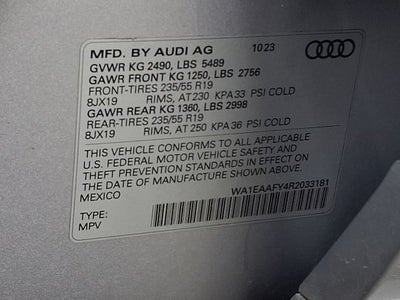 MFD. BY AUDI AG 10 23
GVWR KG 2490, LBS 5489
GAWR FRONT KG 1250, LBS 2756
FRONT-TIRES 235/55 R19
8JX19 RIMS, AT 230 KPA 33 PSI COLD
GAWR REAR KG 1360, LBS 2998
REAR-TIRES 235/55 R19
8JX19 RIMS, AT 250 KPA 36 PSI COLD
THIS VEHICLE CONFORMS TO ALL APPLICABLE
U.S. FEDERAL MOTOR VEHICLE SAFETY AND
THEFT PREVENTION STANDARDS IN EFFECT ON
THE DATE OF MANUFACTURE SHOWN ABOVE.
MEXICO
WA1EAAFY4R2033181
TYPE:
MPV